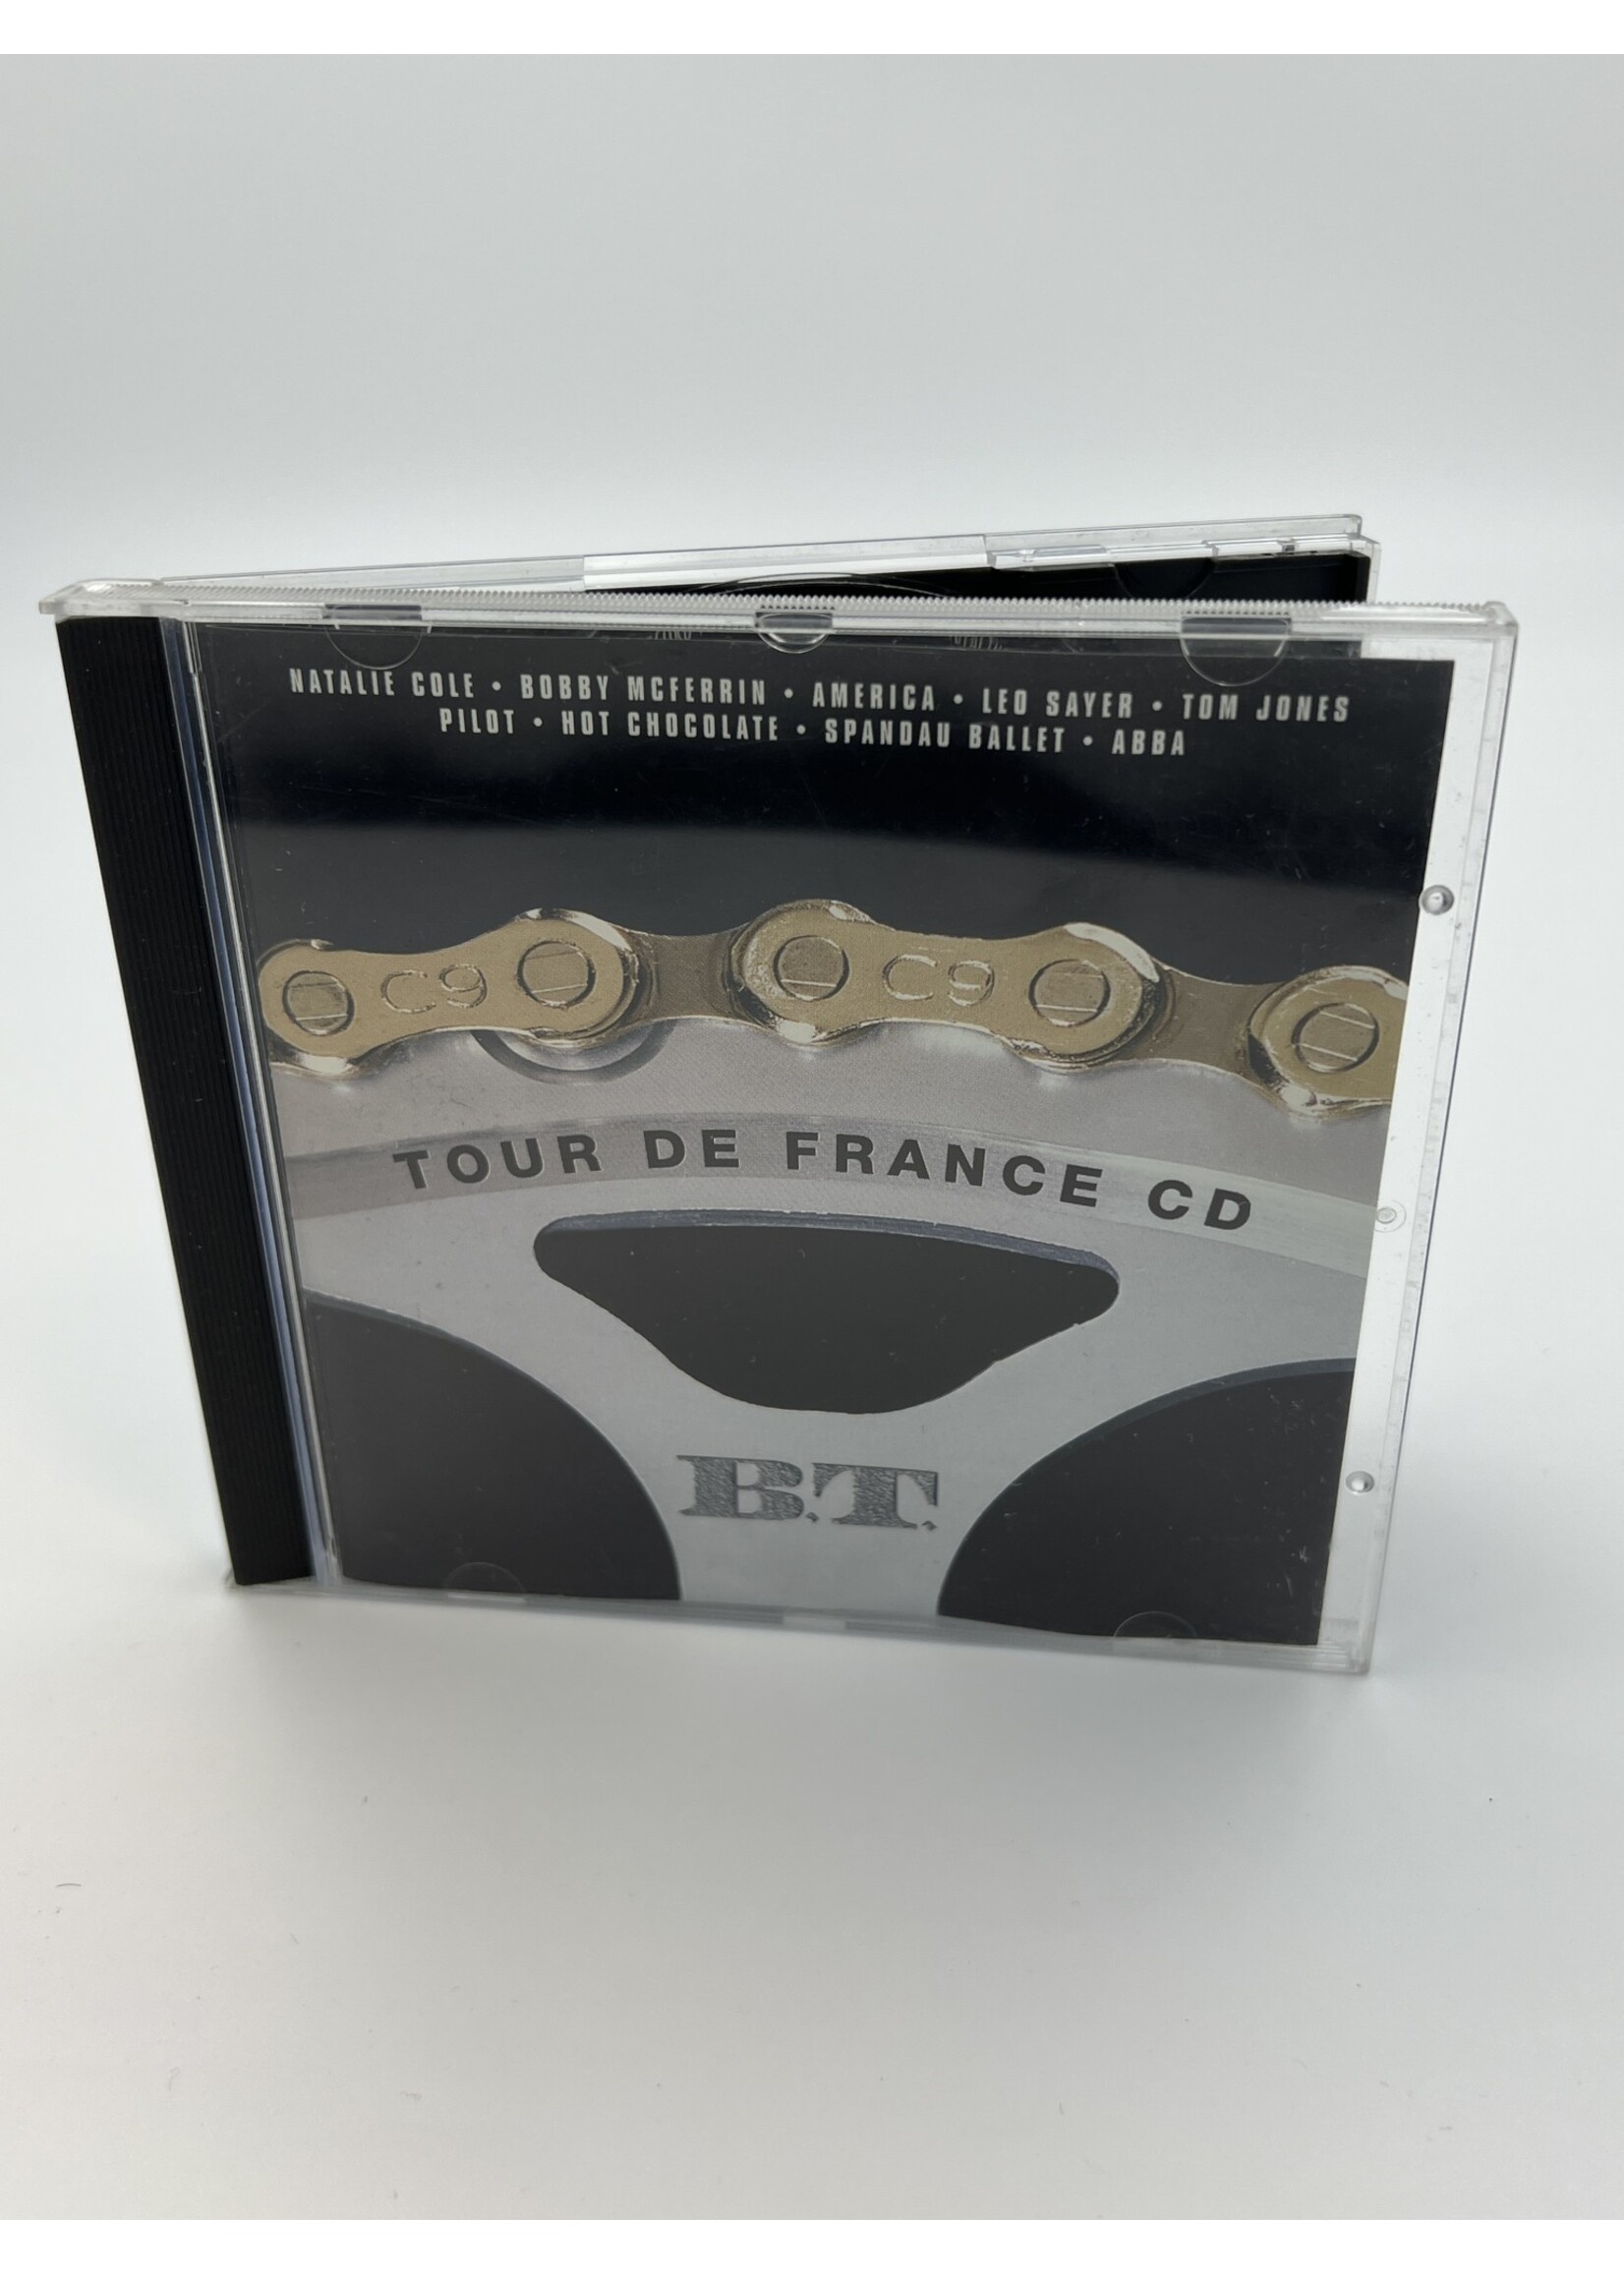 NATALIE COLE • BOBBY MCFERRIN • AMERICA • LEO SAYER • TOM JONES
PILOT • HOT CHOCOLATE • SPANDAU BALLET • ABBA
C9 C9
TOUR DE FRANCE CD
B.T.